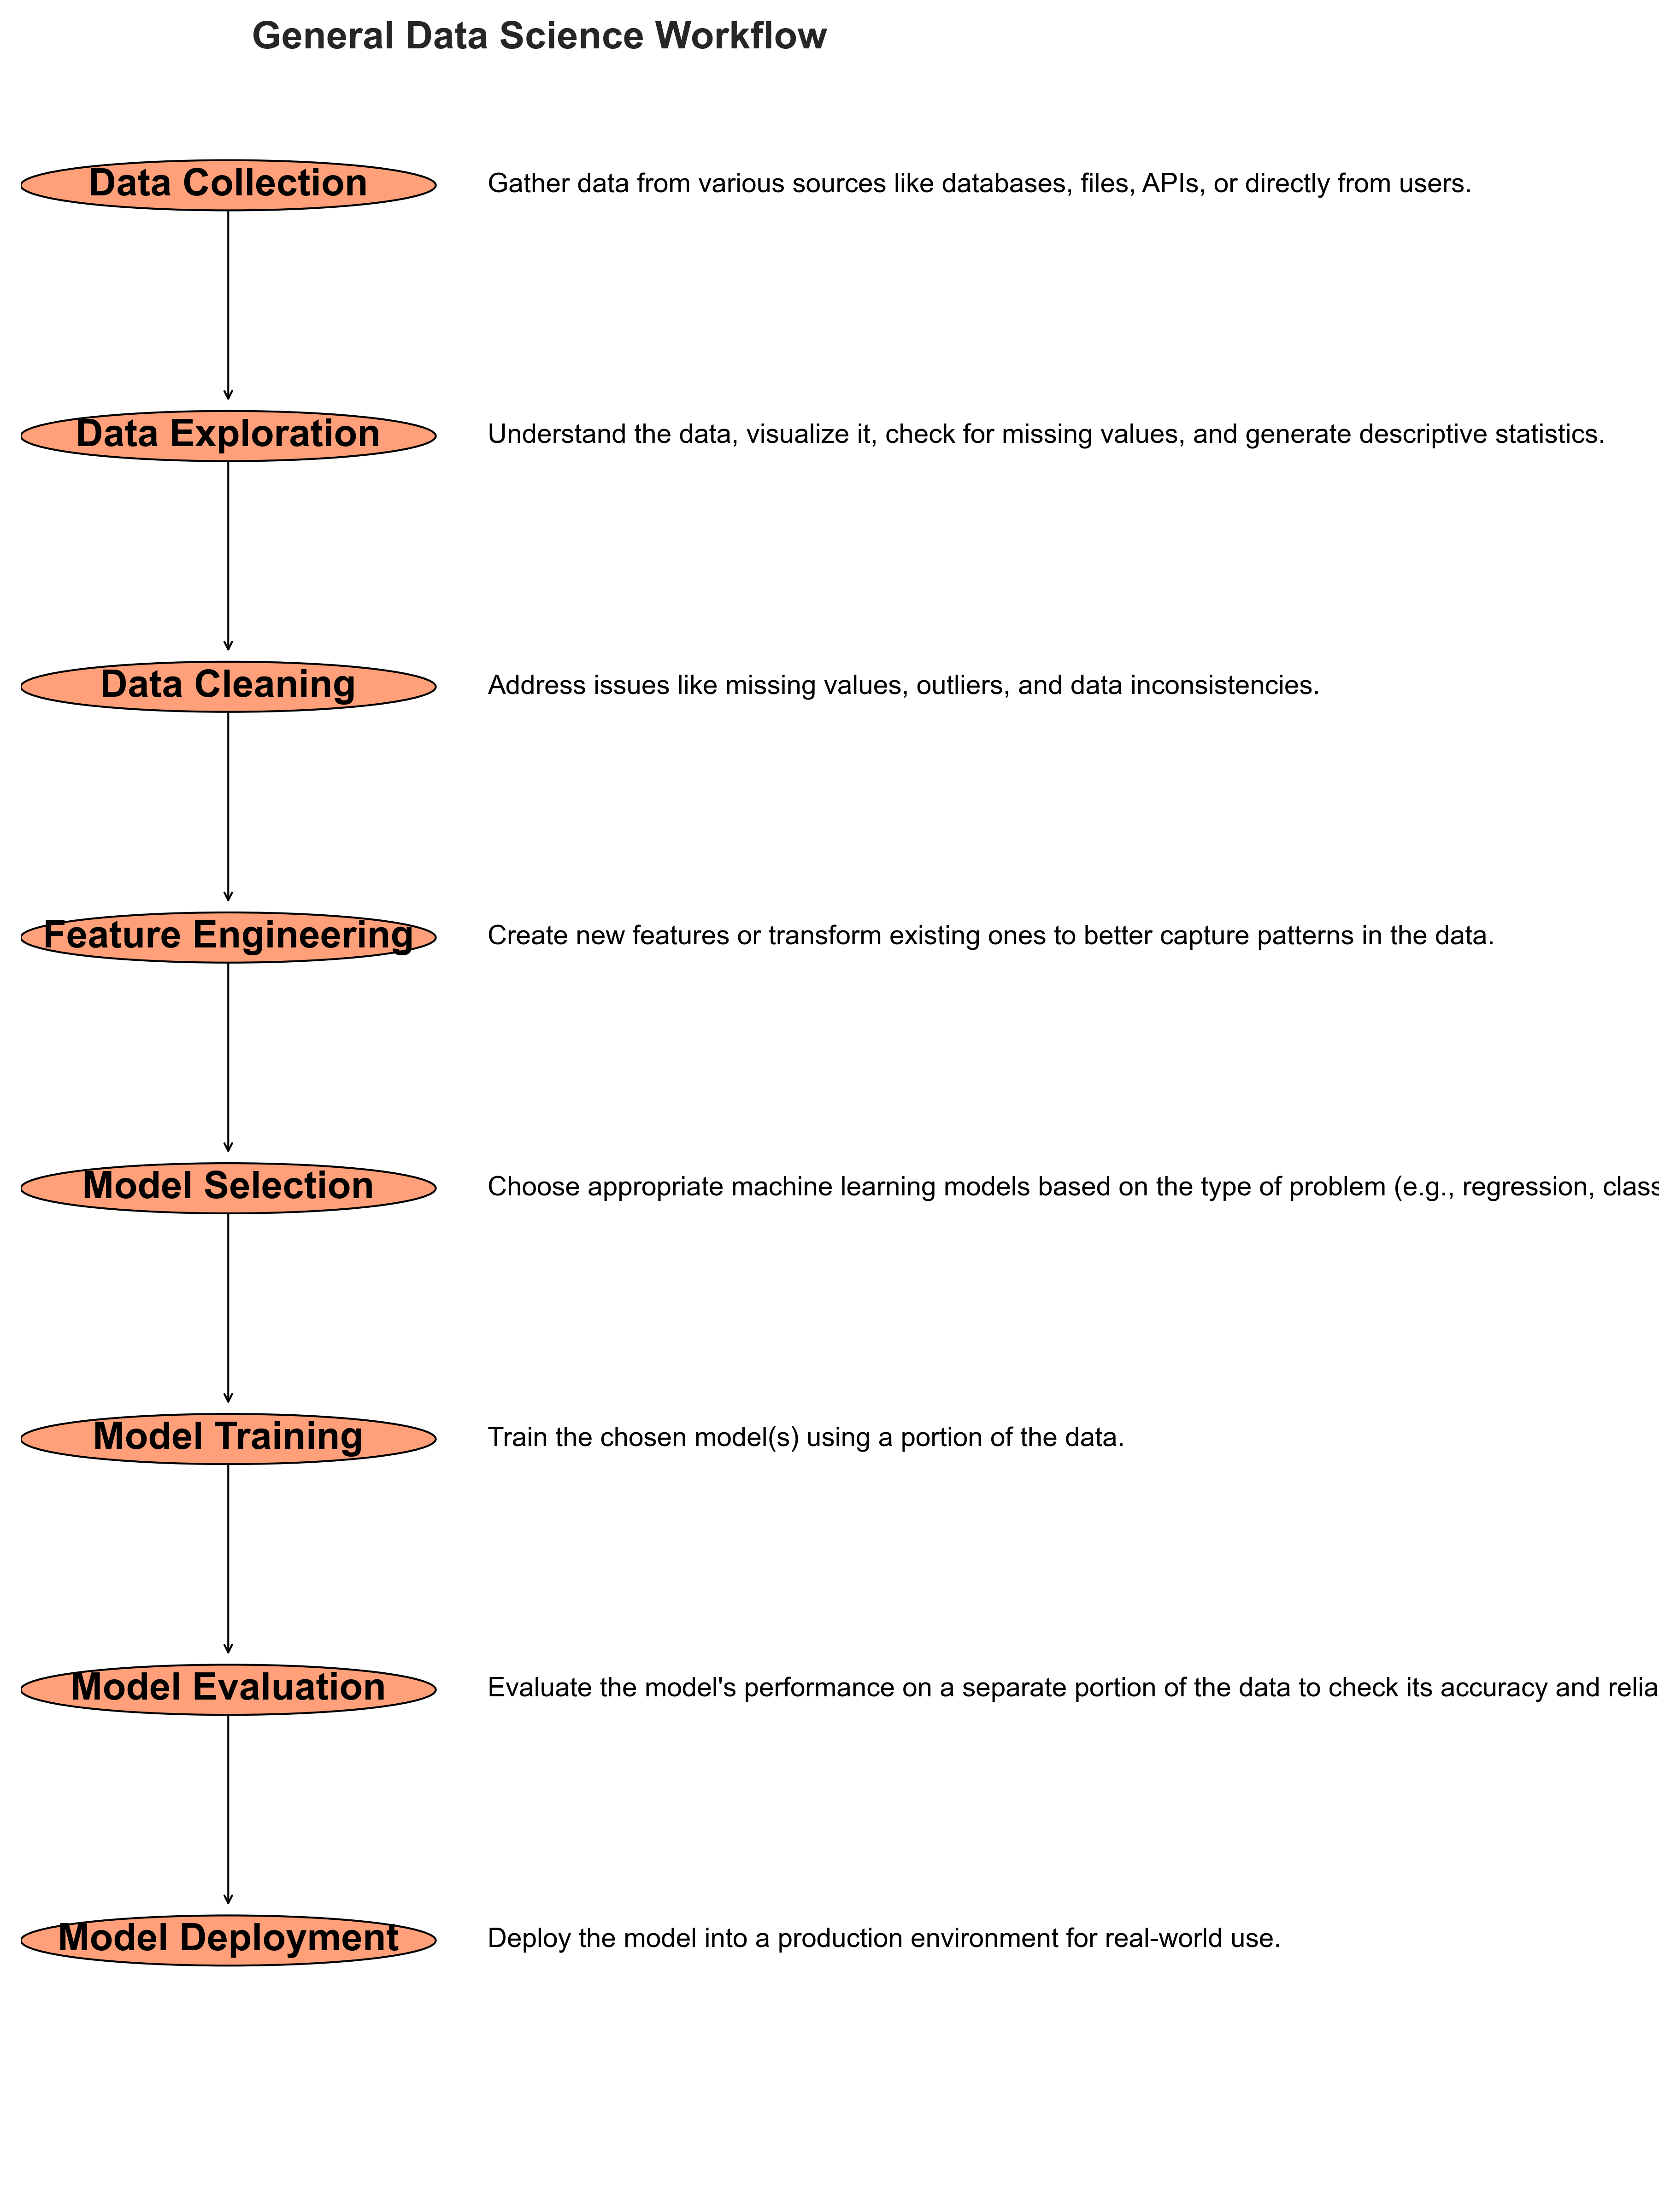 General Data Science Workflow
Data Collection
Gather data from various sources like databases, files, APIs, or directly from users.
Data Exploration
Understand the data, visualize it, check for missing values, and generate descriptive statistics.
Data Cleaning
Address issues like missing values, outliers, and data inconsistencies.
Feature Engineering
Create new features or transform existing ones to better capture patterns in the data.
Model Selection
Choose appropriate machine learning models based on the type of problem (e.g., regression, class
Model Training
Train the chosen model(s) using a portion of the data.
Model Evaluation
Evaluate the model's performance on a separate portion of the data to check its accuracy and relia
Model Deployment
Deploy the model into a production environment for real-world use.